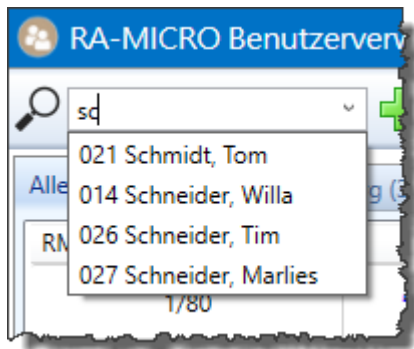 RA-MICRO Benutzerverw
sc
021 Schmidt, Tom
014 Schneider, Willa
026 Schneider, Tim
027 Schneider, Marlies
Alle
g (3
RM
1/80